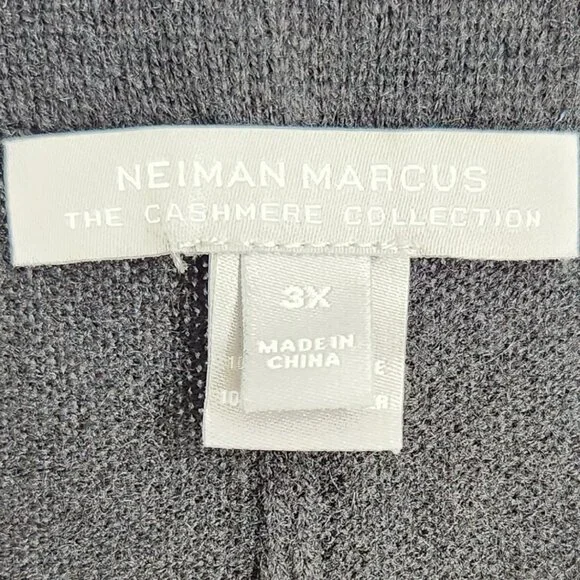 NEIMAN MARCUS
THE CASHMERE COLLECTION
3X
MADE IN
CHINA